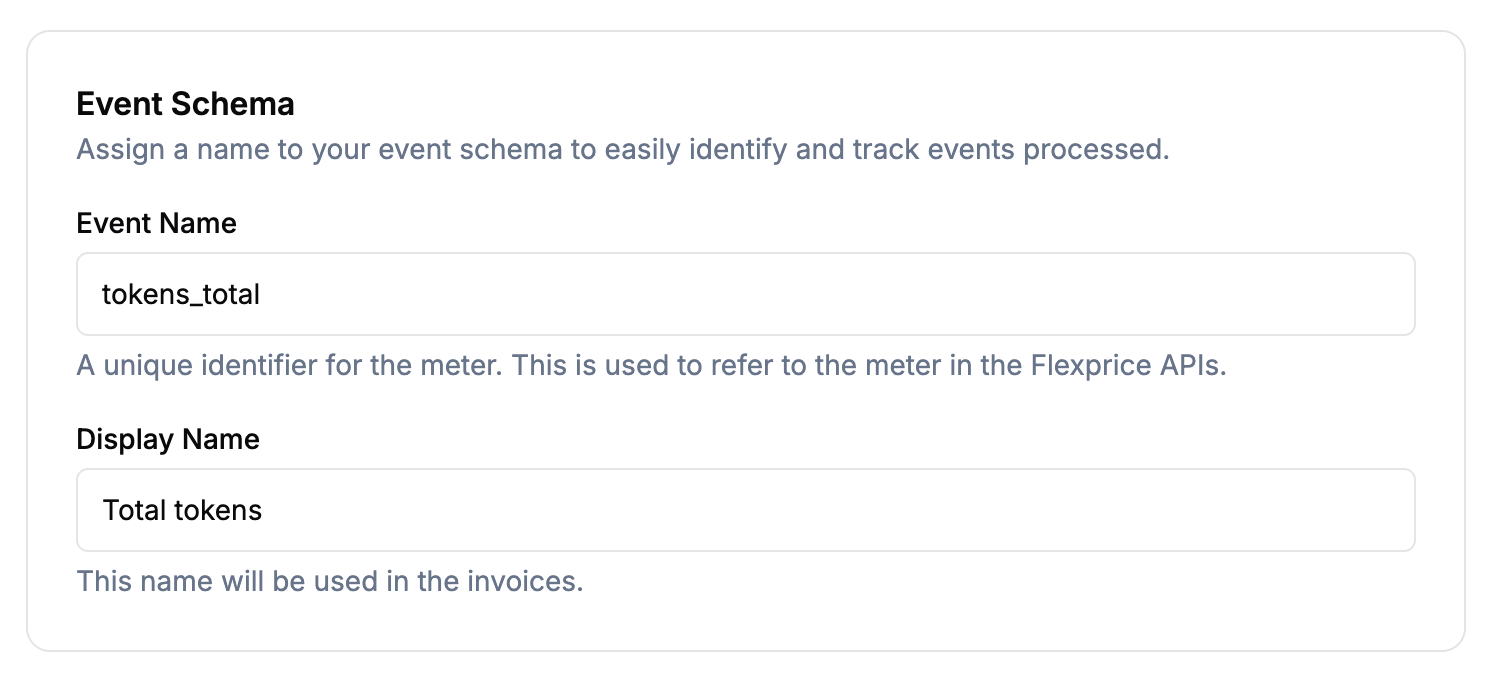 Event Schema
Assign a name to your event schema to easily identify and track events processed.
Event Name
tokens_total
A unique identifier for the meter. This is used to refer to the meter in the Flexprice APIs.
Display Name
Total tokens
This name will be used in the invoices.